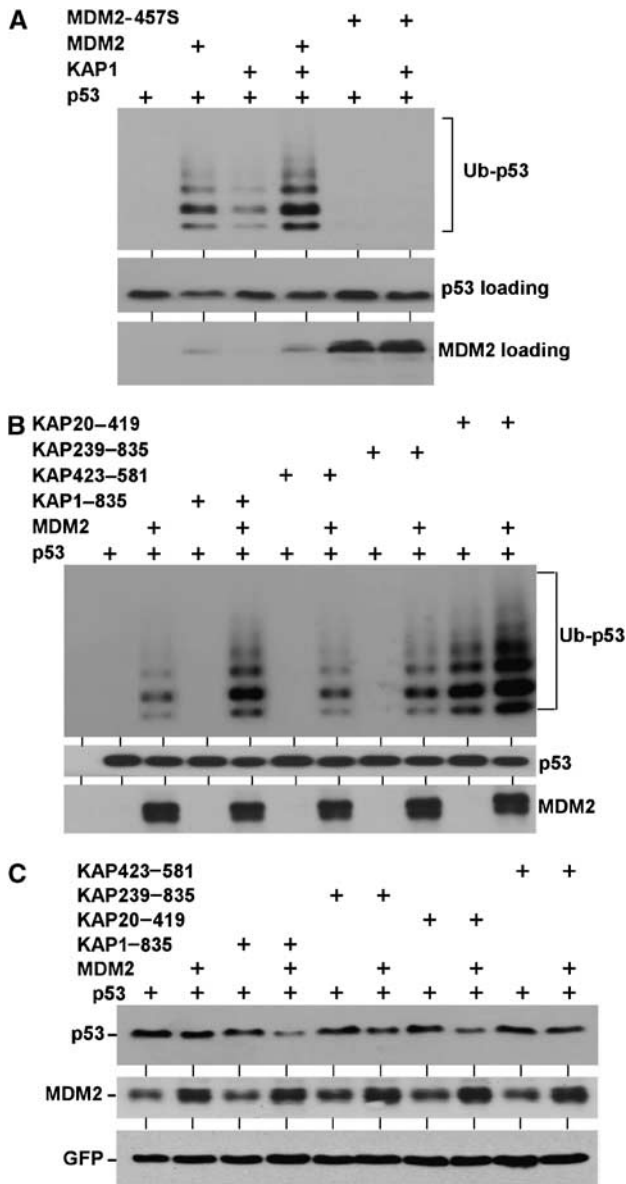 A
MDM2-457S + +
MDM2 + +
KAP1 + + +
p53 + + + + + +
Ub-p53
p53 loading
MDM2 loading
B
KAP20–419 + +
KAP239–835 + +
KAP423–581 + +
KAP1–835 + +
MDM2 + + + + +
p53 + + + + + + + + + +
Ub-p53
p53
MDM2
C
KAP423–581 + +
KAP239–835 + +
KAP20–419 + +
KAP1–835 + +
MDM2 + + + + +
p53 + + + + + + + + + +
p53
MDM2
GFP